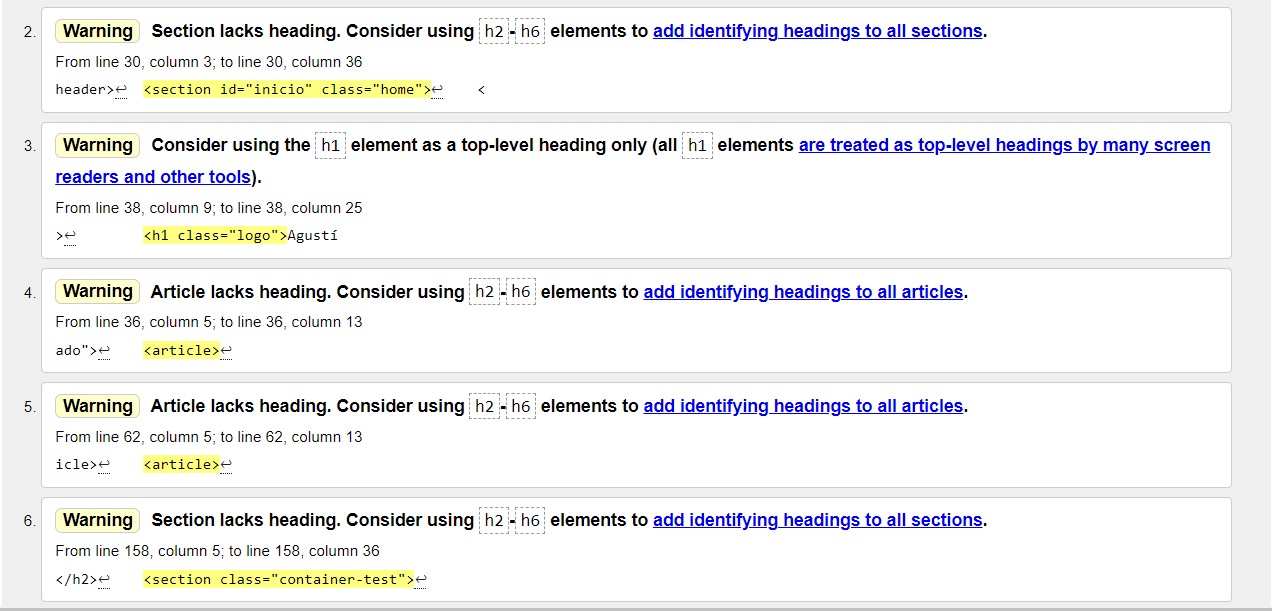 2. Warning Section lacks heading. Consider using h2-h6 elements to add identifying headings to all sections.
From line 30, column 3; to line 30, column 36
header>↩ <section id="inicio" class="home">↩ <
3. Warning Consider using the h1 element as a top-level heading only (all h1 elements are treated as top-level headings by many screen
readers and other tools).
From line 38, column 9; to line 38, column 25
>↩ <h1 class="logo">Agustí
4. Warning Article lacks heading. Consider using h2-h6 elements to add identifying headings to all articles.
From line 36, column 5; to line 36, column 13
ado">↩ <article>↩
5. Warning Article lacks heading. Consider using h2-h6 elements to add identifying headings to all articles.
From line 62, column 5; to line 62, column 13
icle>↩ <article>↩
6. Warning Section lacks heading. Consider using h2-h6 elements to add identifying headings to all sections.
From line 158, column 5; to line 158, column 36
</h2>↩ <section class="container-test">↩